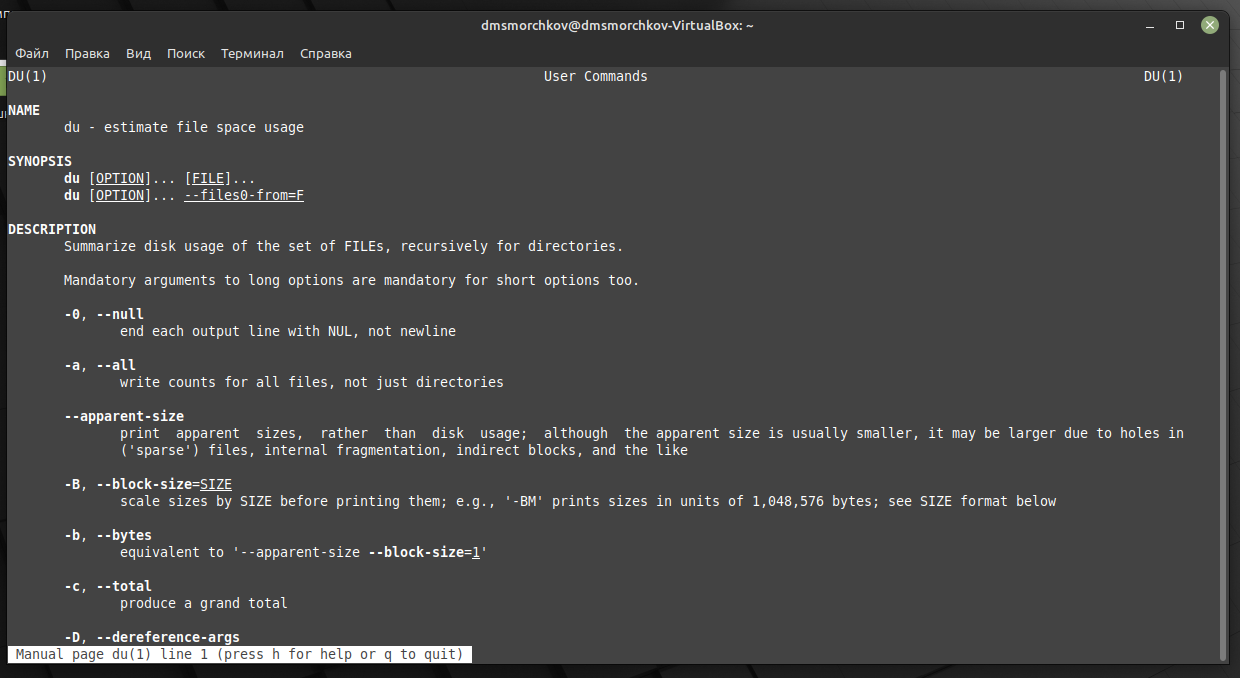 dmsmorchkov@dmsmorchkov-VirtualBox: ~
Файл Правка Вид Поиск Терминал Справка
DU(1) User Commands DU(1)
NAME
du - estimate file space usage
SYNOPSIS
du [OPTION]... [FILE]...
du [OPTION]... --files0-from=F
DESCRIPTION
Summarize disk usage of the set of FILEs, recursively for directories.
Mandatory arguments to long options are mandatory for short options too.
-0, --null
end each output line with NUL, not newline
-a, --all
write counts for all files, not just directories
--apparent-size
print apparent sizes, rather than disk usage; although the apparent size is usually smaller, it may be larger due to holes in
('sparse') files, internal fragmentation, indirect blocks, and the like
-B, --block-size=SIZE
scale sizes by SIZE before printing them; e.g., '-BM' prints sizes in units of 1,048,576 bytes; see SIZE format below
-b, --bytes
equivalent to '--apparent-size --block-size=1'
-c, --total
produce a grand total
-D, --dereference-args
Manual page du(1) line 1 (press h for help or q to quit)